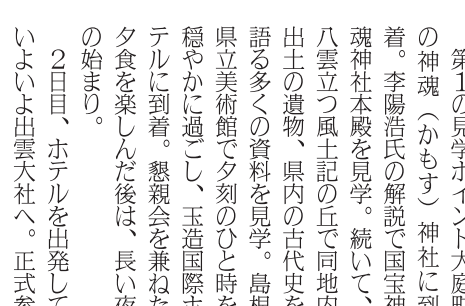 第1の見学ポイント大庭
の神魂（かもす）神社に到
着。李陽浩氏の解説で国宝神
魂神社本殿を見学。続いて、
八雲立つ風土記の丘で同地内
出土の遺物、県内の古代史を
語る多くの資料を見学。島根
県立美術館で夕刻のひと時を
穏やかに過ごし、玉造国際ホ
テルに到着。懇親会を兼ねた
夕食を楽しんだ後は、長い夜
の始まり。
2日目、ホテルを出発して
いよいよ出雲大社へ。正式参